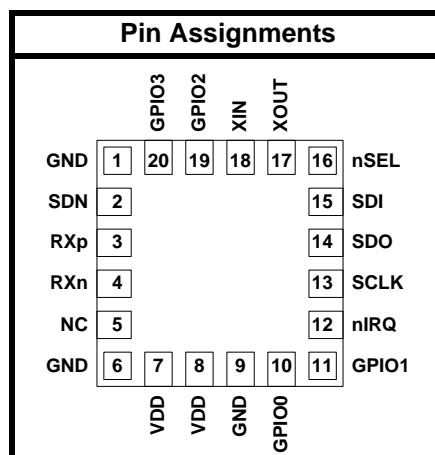 Pin Assignments
GPIO3 GPIO2 XIN XOUT
GND 1 20 19 18 17 16 nSEL
SDN 2 15 SDI
RXp 3 14 SDO
RXn 4 13 SCLK
NC 5 12 nIRQ
GND 6 7 8 9 10 11 GPIO1
VDD VDD GND GPIO0